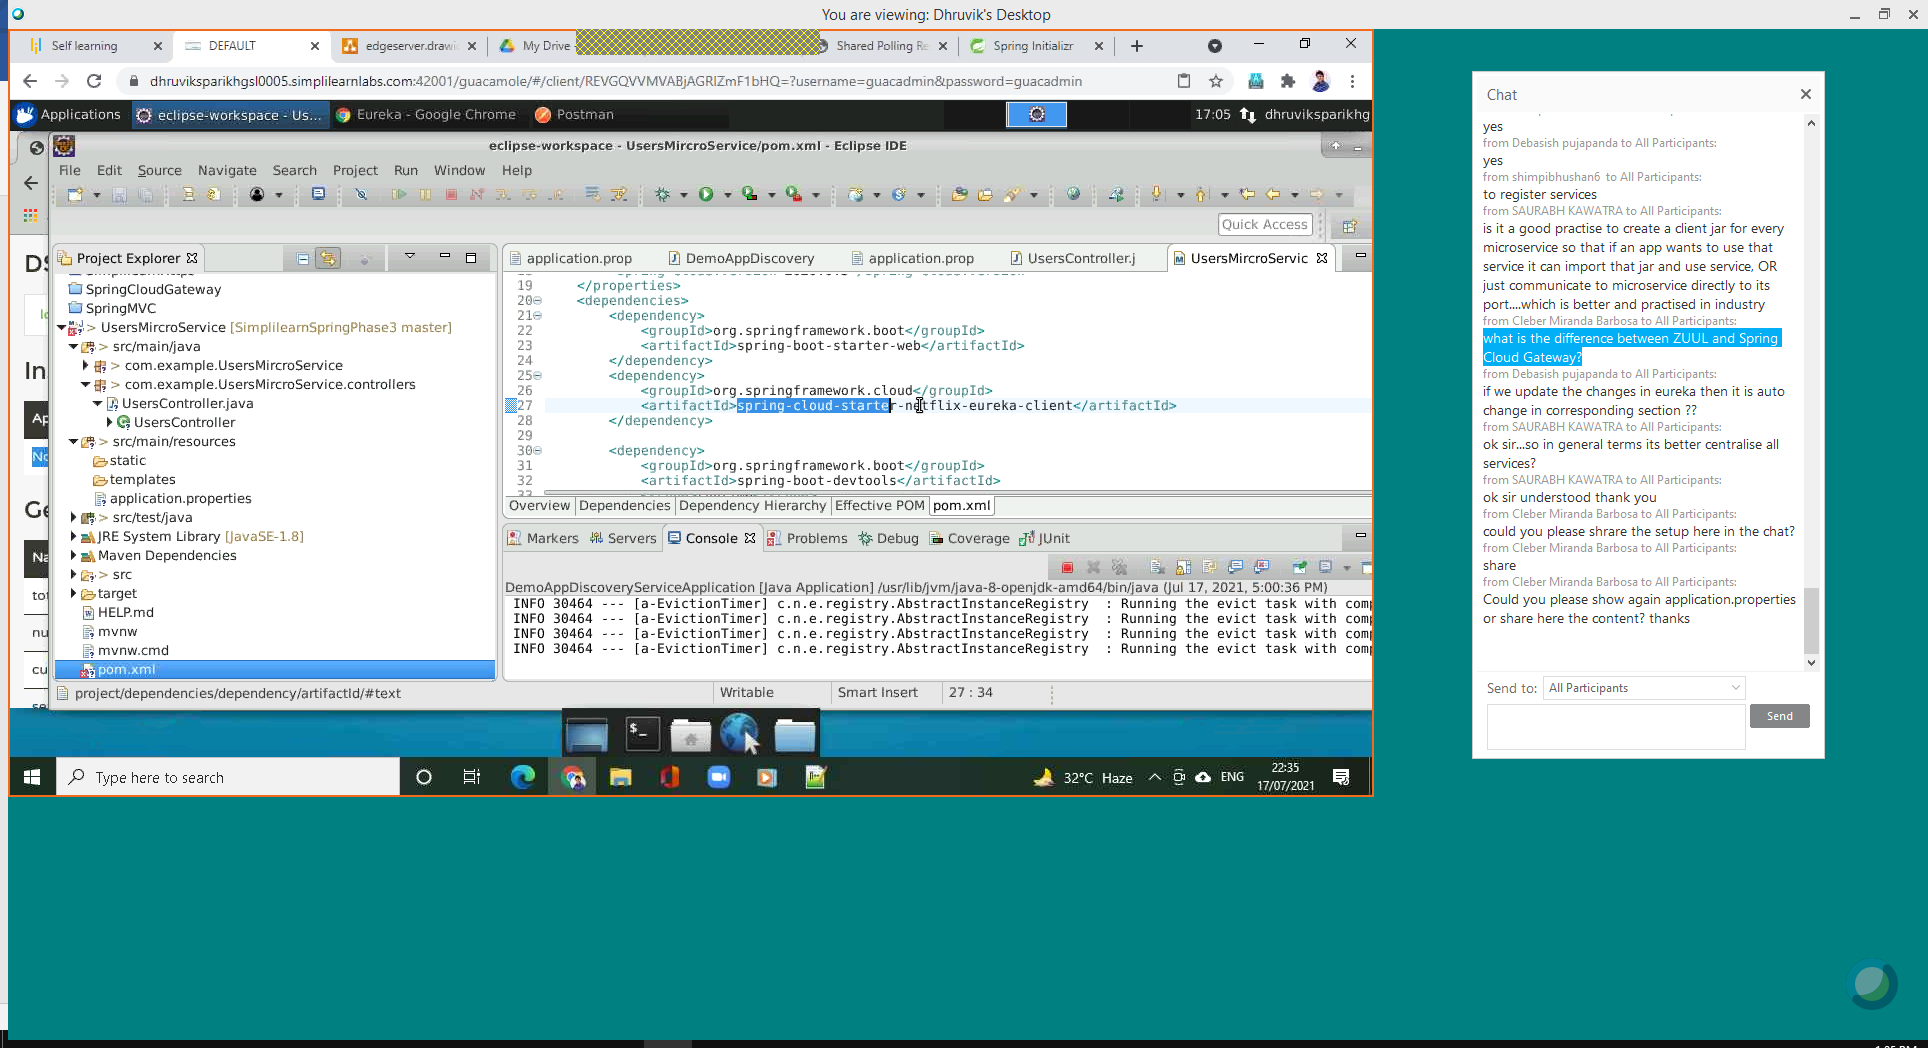 You are viewing: Dhruvik's Desktop
Self learning
DEFAULT
edgeserver.drawi
My Drive -
Shared Polling Re
Spring Initializr
dhruviksparikhgsl0005.simplilearnlabs.com:42001/guacamole/#/client/REVGQVVMVABjAGRlZmF1bHQ=?username=guacadmin&password=guacadmin
Applications
eclipse-workspace - Us...
Eureka - Google Chrome
Postman
17:05
dhruviksparikhg
eclipse-workspace - UsersMircroService/pom.xml - Eclipse IDE
File Edit Source Navigate Search Project Run Window Help
Quick Access
Project Explorer
SpringCloudGateway
SpringMVC
> UsersMircroService [SimplilearnSpringPhase3 master]
> src/main/java
> com.example.UsersMircroService
> com.example.UsersMircroService.controllers
UsersController.java
UsersController
> src/main/resources
static
templates
application.properties
> src/test/java
JRE System Library [JavaSE-1.8]
Maven Dependencies
> src
target
HELP.md
mvnw
mvnw.cmd
pom.xml
application.prop
DemoAppDiscovery
application.prop
UsersController.j
UsersMircroServic
19 </properties>
20 <dependencies>
21 <dependency>
22 <groupId>org.springframework.boot</groupId>
23 <artifactId>spring-boot-starter-web</artifactId>
24 </dependency>
25 <dependency>
26 <groupId>org.springframework.cloud</groupId>
27 <artifactId>spring-cloud-starter-netflix-eureka-client</artifactId>
28 </dependency>
29
30 <dependency>
31 <groupId>org.springframework.boot</groupId>
32 <artifactId>spring-boot-devtools</artifactId>
Overview Dependencies Dependency Hierarchy Effective POM pom.xml
Markers Servers Console Problems Debug Coverage JUnit
DemoAppDiscoveryServiceApplication [Java Application] /usr/lib/jvm/java-8-openjdk-amd64/bin/java (Jul 17, 2021, 5:00:36 PM)
INFO 30464 --- [a-EvictionTimer] c.n.e.registry.AbstractInstanceRegistry : Running the evict task with comp
INFO 30464 --- [a-EvictionTimer] c.n.e.registry.AbstractInstanceRegistry : Running the evict task with comp
INFO 30464 --- [a-EvictionTimer] c.n.e.registry.AbstractInstanceRegistry : Running the evict task with comp
INFO 30464 --- [a-EvictionTimer] c.n.e.registry.AbstractInstanceRegistry : Running the evict task with comp
project/dependencies/dependency/artifactId/#text
Writable
Smart Insert
27 : 34
Type here to search
32°C Haze
ENG
22:35
17/07/2021
Chat
yes
from Debasish pujapanda to All Participants:
yes
from shimpibhushan6 to All Participants:
to register services
from SAURABH KAWATRA to All Participants:
is it a good practise to create a client jar for every
microservice so that if an app wants to use that
service it can import that jar and use service, OR
just communicate to microservice directly to its
port....which is better and practised in industry
from Cleber Miranda Barbosa to All Participants:
what is the difference between ZUUL and Spring
Cloud Gateway?
from Debasish pujapanda to All Participants:
if we update the changes in eureka then it is auto
change in corresponding section ??
from SAURABH KAWATRA to All Participants:
ok sir...so in general terms its better centralise all
services?
from SAURABH KAWATRA to All Participants:
ok sir understood thank you
from Cleber Miranda Barbosa to All Participants:
could you please shrare the setup here in the chat?
from Cleber Miranda Barbosa to All Participants:
share
from Cleber Miranda Barbosa to All Participants:
Could you please show again application.properties
or share here the content? thanks
Send to: All Participants
Send